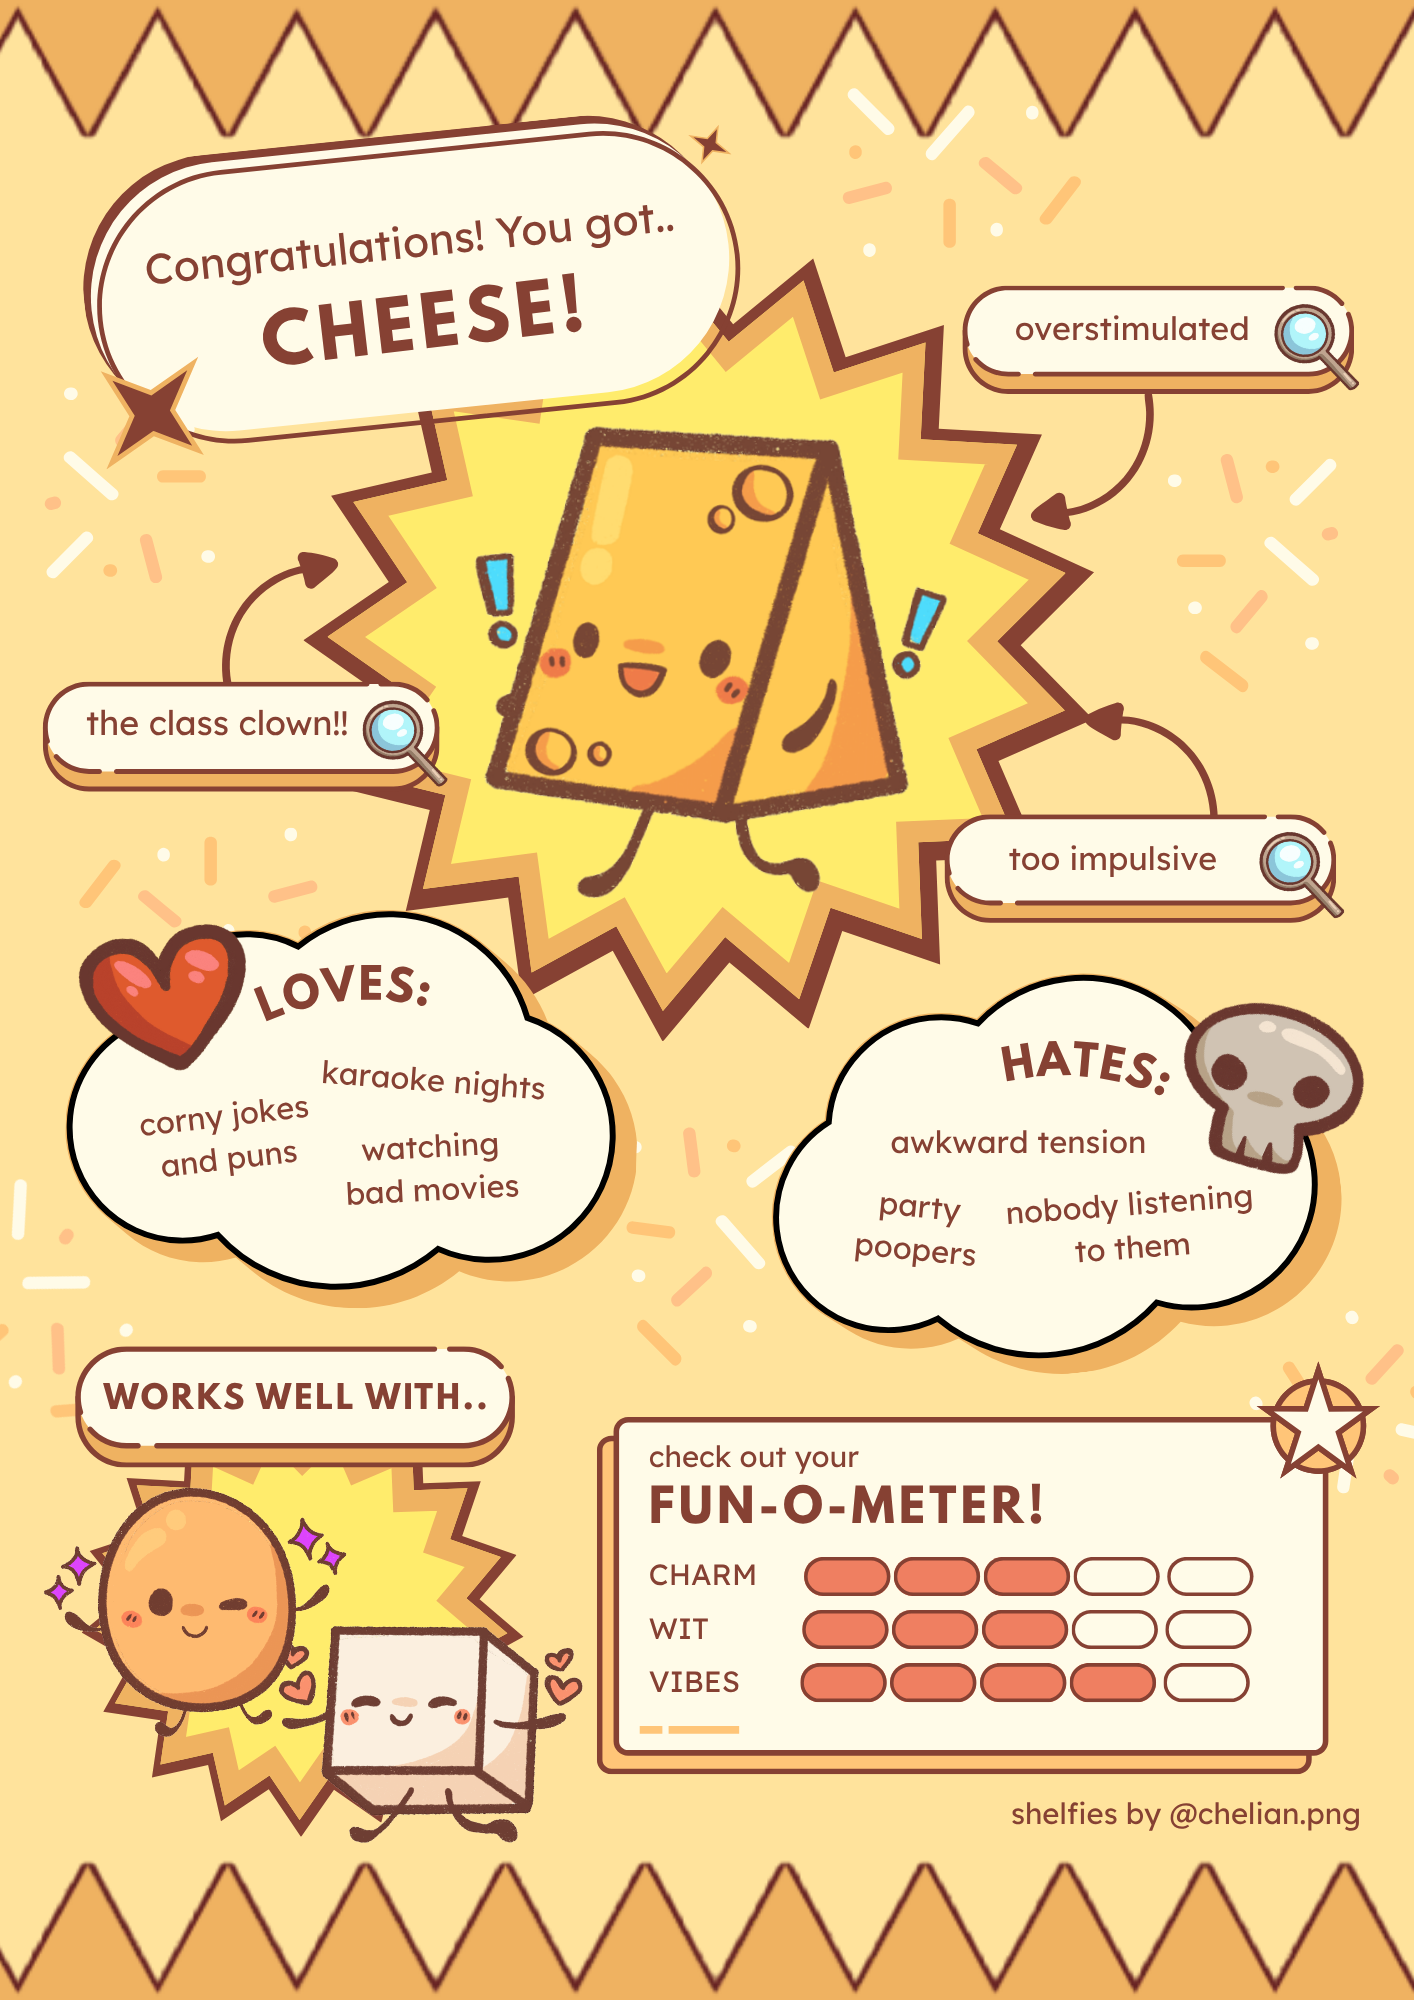 Congratulations! You got..
CHEESE!
overstimulated
the class clown!!
too impulsive
LOVES:
karaoke nights
corny jokes
and puns
watching
bad movies
HATES:
awkward tension
party
poopers
nobody listening
to them
WORKS WELL WITH..
check out your
FUN-O-METER!
CHARM
WIT
VIBES
shelfies by @chelian.png